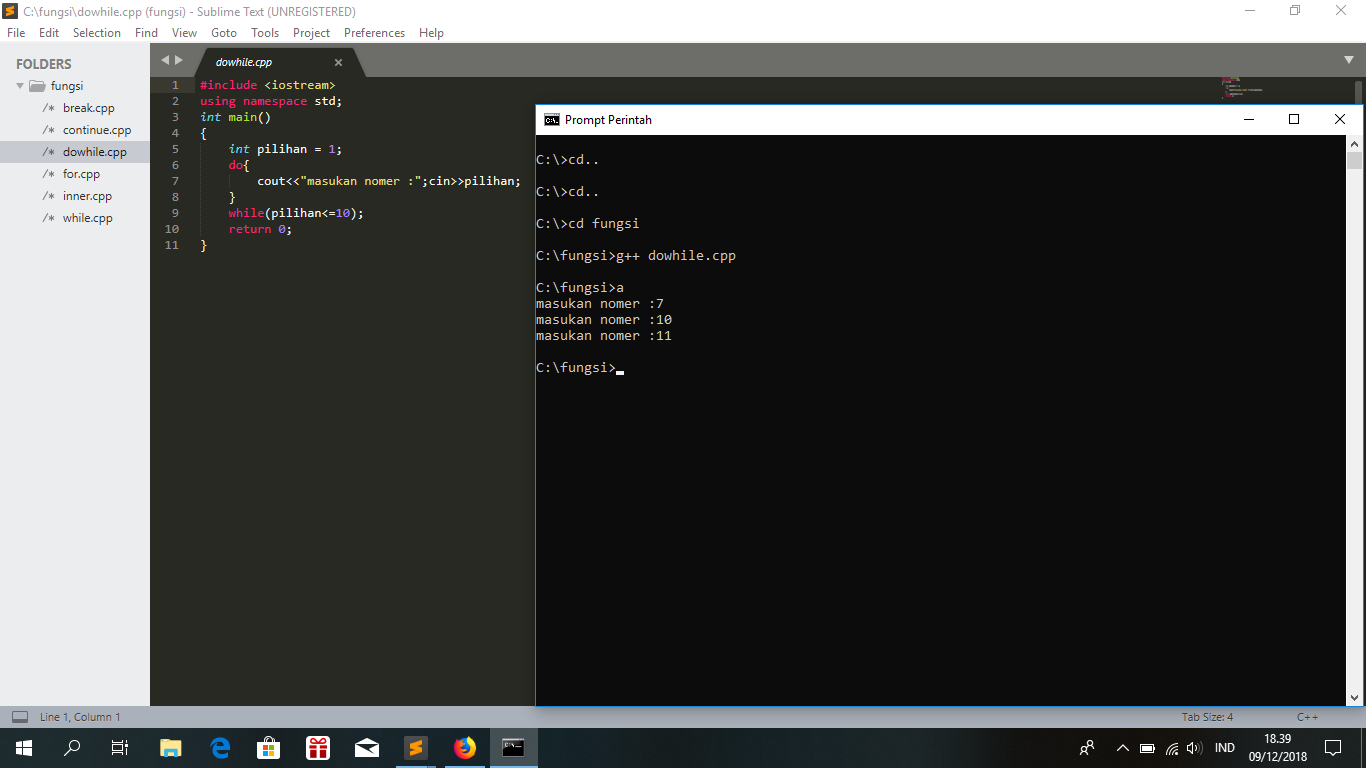 C:\fungsi\dowhile.cpp (fungsi) - Sublime Text (UNREGISTERED)
File Edit Selection Find View Goto Tools Project Preferences Help
FOLDERS
fungsi
/* break.cpp
/* continue.cpp
/* dowhile.cpp
/* for.cpp
/* inner.cpp
/* while.cpp
dowhile.cpp
1 #include <iostream>
2 using namespace std;
3 int main()
4 {
5 int pilihan = 1;
6 do{
7 cout<<"masukan nomer :";cin>>pilihan;
8 }
9 while(pilihan<=10);
10 return 0;
11 }
Prompt Perintah
C:\>cd..
C:\>cd..
C:\>cd fungsi
C:\fungsi>g++ dowhile.cpp
C:\fungsi>a
masukan nomer :7
masukan nomer :10
masukan nomer :11
C:\fungsi>
Line 1, Column 1
Tab Size: 4
C++
IND
18.39
09/12/2018